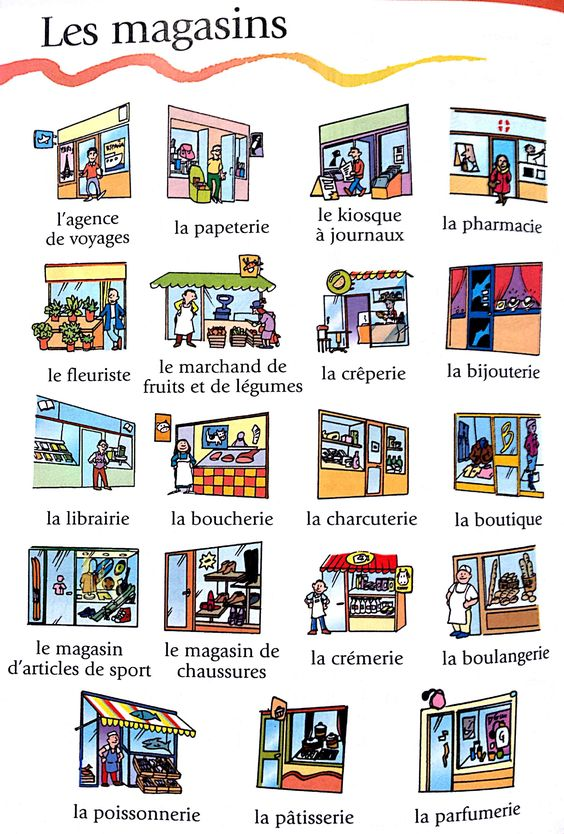 Les magasins
l'agence
de voyages
la papeterie
le kiosque
à journaux
la pharmacie
le fleuriste
le marchand de
fruits et de légumes
la crêperie
la bijouterie
la librairie
la boucherie
la charcuterie
la boutique
le magasin
d'articles de sport
le magasin de
chaussures
la crémerie
la boulangerie
la poissonnerie
la pâtisserie
la parfumerie